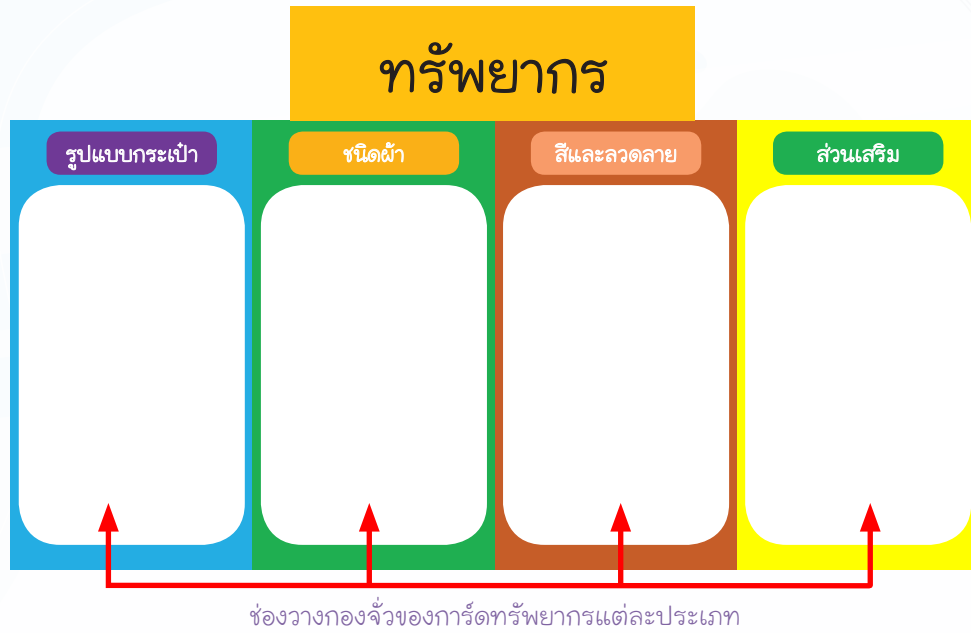 ทรัพยากร
รูปแบบกระเป๋า
ชนิดผ้า
สีและลวดลาย
ส่วนเสริม
ช่องวางกองจั่วของการ์ดทรัพยากรแต่ละประเภท